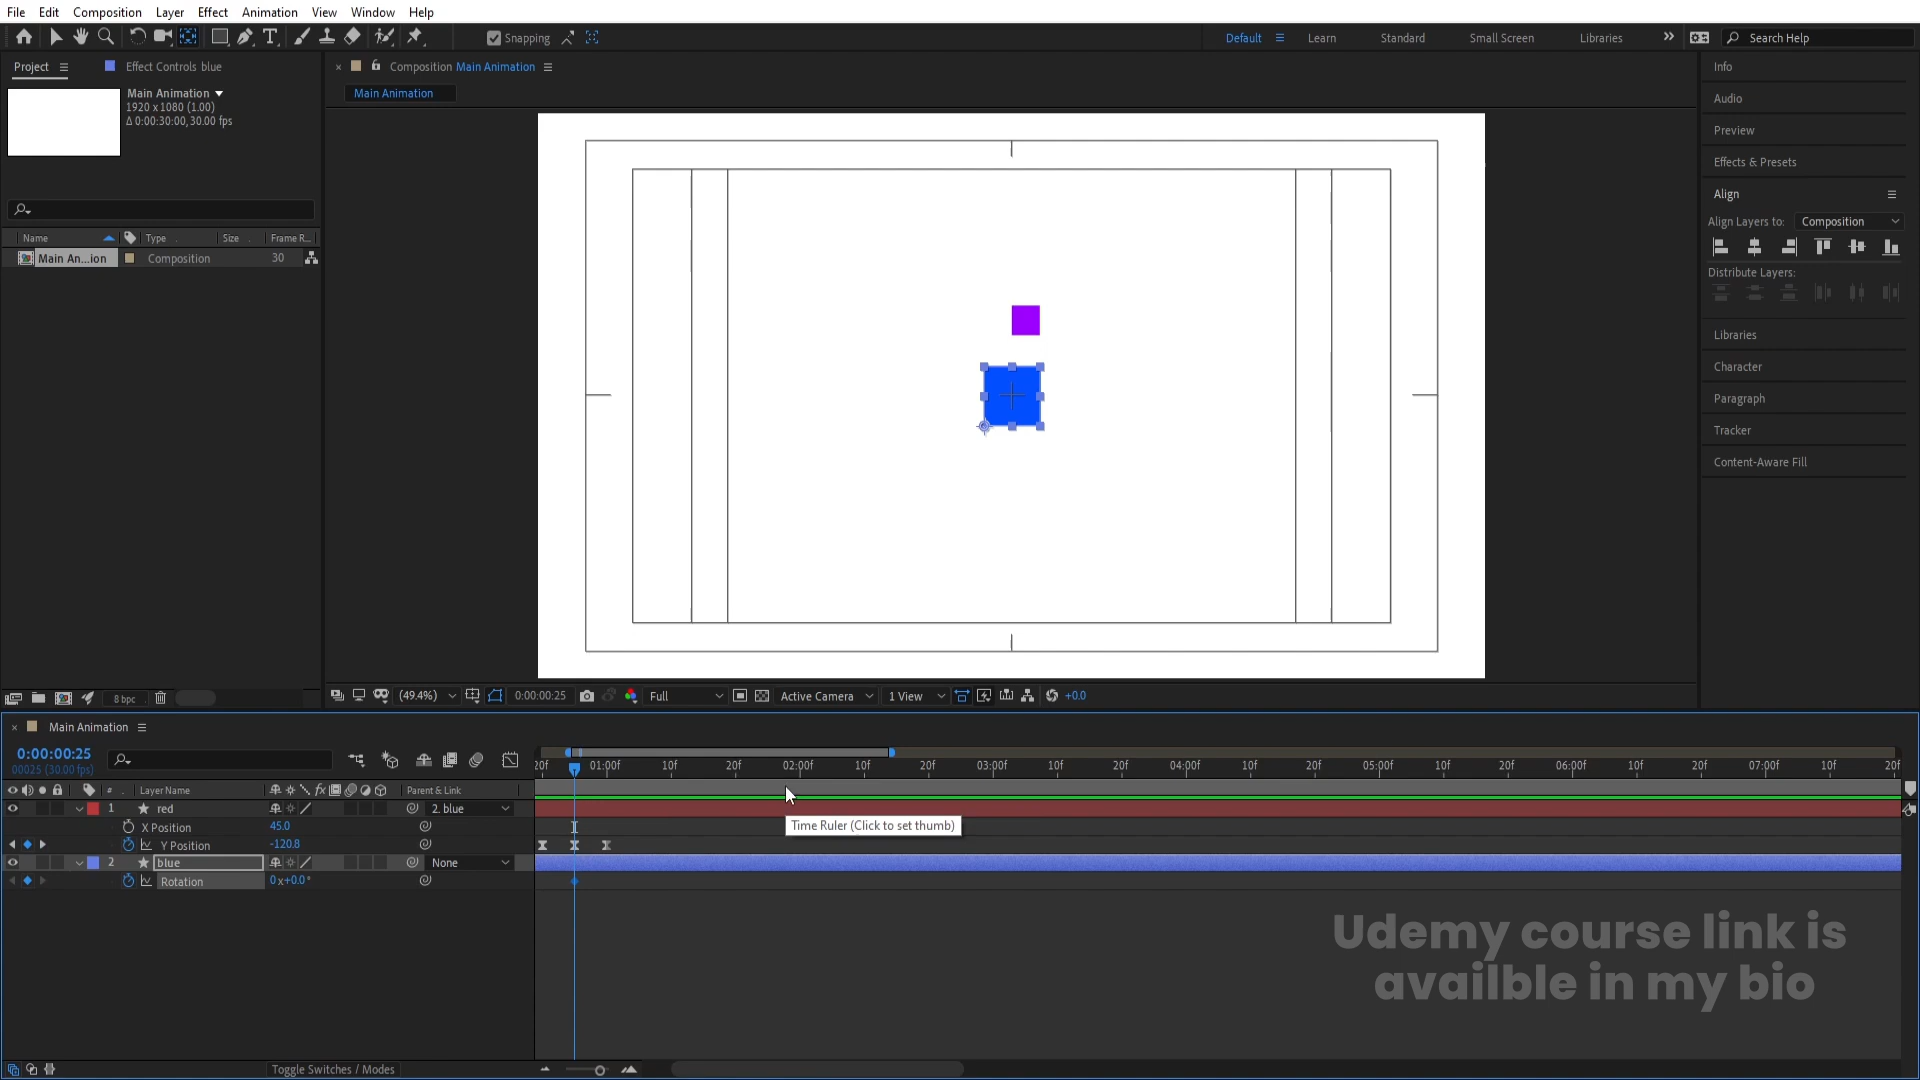 File Edit Composition Layer Effect Animation View Window Help
Snapping Default Learn Standard Small Screen Libraries Search Help
Project Effect Controls blue Composition Main Animation Info
Main Animation
1920 x 1080 (1.00)
Δ 0:00:30:00, 30.00 fps
Main Animation
Audio
Preview
Effects & Presets
Align
Align Layers to: Composition
Distribute Layers:
Libraries
Character
Paragraph
Tracker
Content-Aware Fill
Name Type Size Frame R...
Main An...ion Composition 30
8 bpc (49.4%) 0:00:00:25 Full Active Camera 1 View +0.0
Main Animation
0:00:00:25
00025 (30.00 fps)
20f 01:00f 10f 20f 02:00f 10f 20f 03:00f 10f 20f 04:00f 10f 20f 05:00f 10f 20f 06:00f 10f 20f 07:00f 10f 20f
# Layer Name fx Parent & Link
1 red 2. blue
X Position 45.0
Time Ruler (Click to set thumb)
Y Position -120.8
2 blue None
Rotation 0x+0.0°
Udemy course link is
availble in my bio
Toggle Switches / Modes